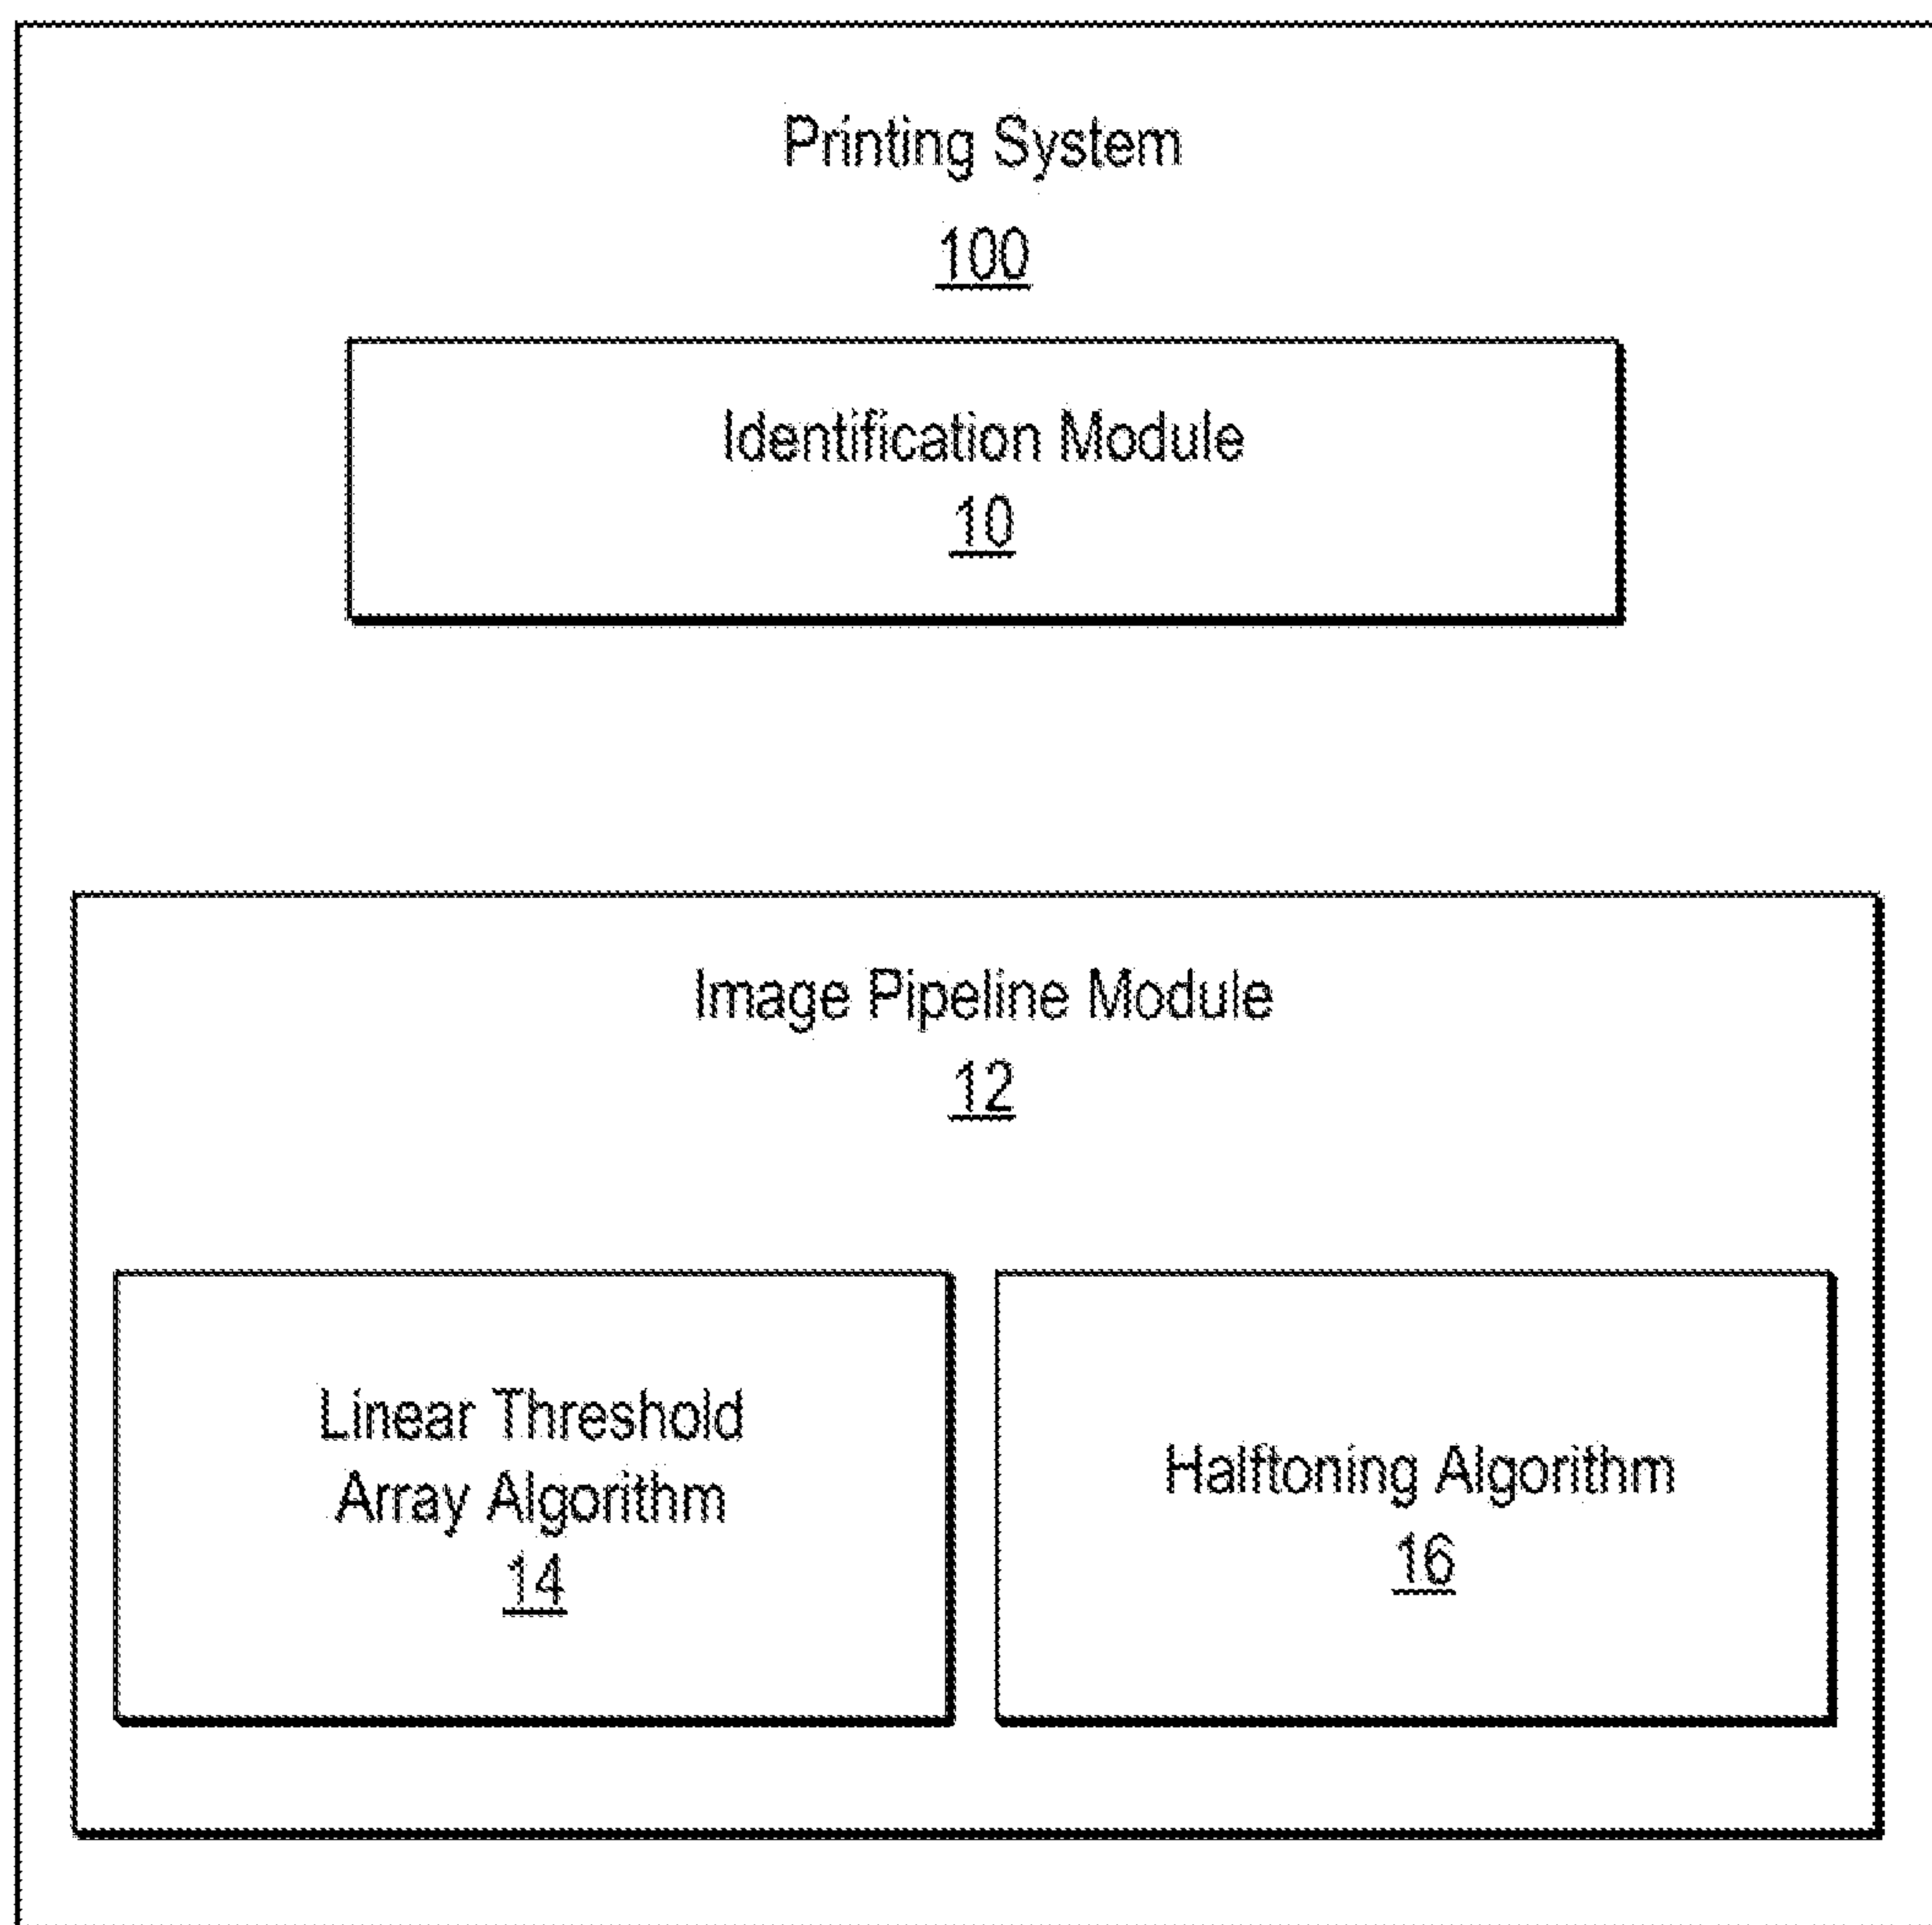 Printing System
100
Identification Module
10
Image Pipeline Module
12
Linear Threshold
Array Algorithm
14
Halftoning Algorithm
16